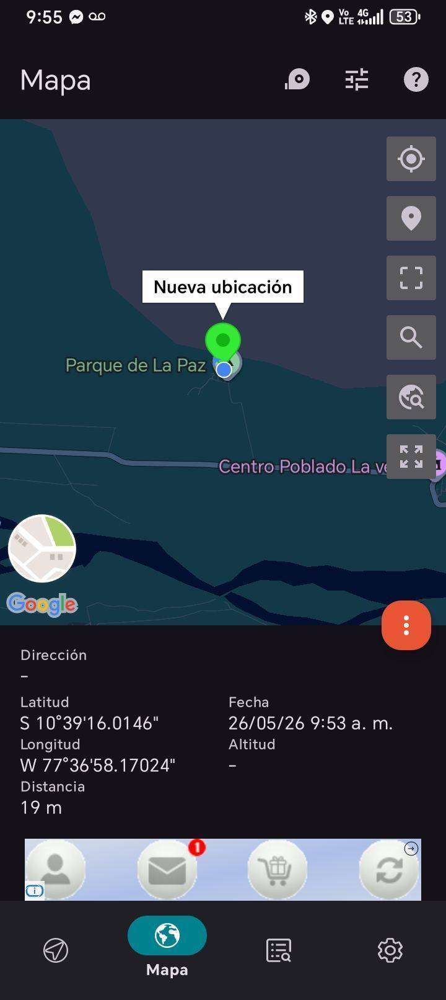 9:55
Vo LTE 4G 53
Mapa
Nueva ubicación
Parque de La Paz
Centro Poblado La ve
Google
Dirección
–
Latitud
Fecha
S 10°39'16.0146"
26/05/26 9:53 a. m.
Longitud
Altitud
W 77°36'58.17024"
–
Distancia
19 m
1
Mapa